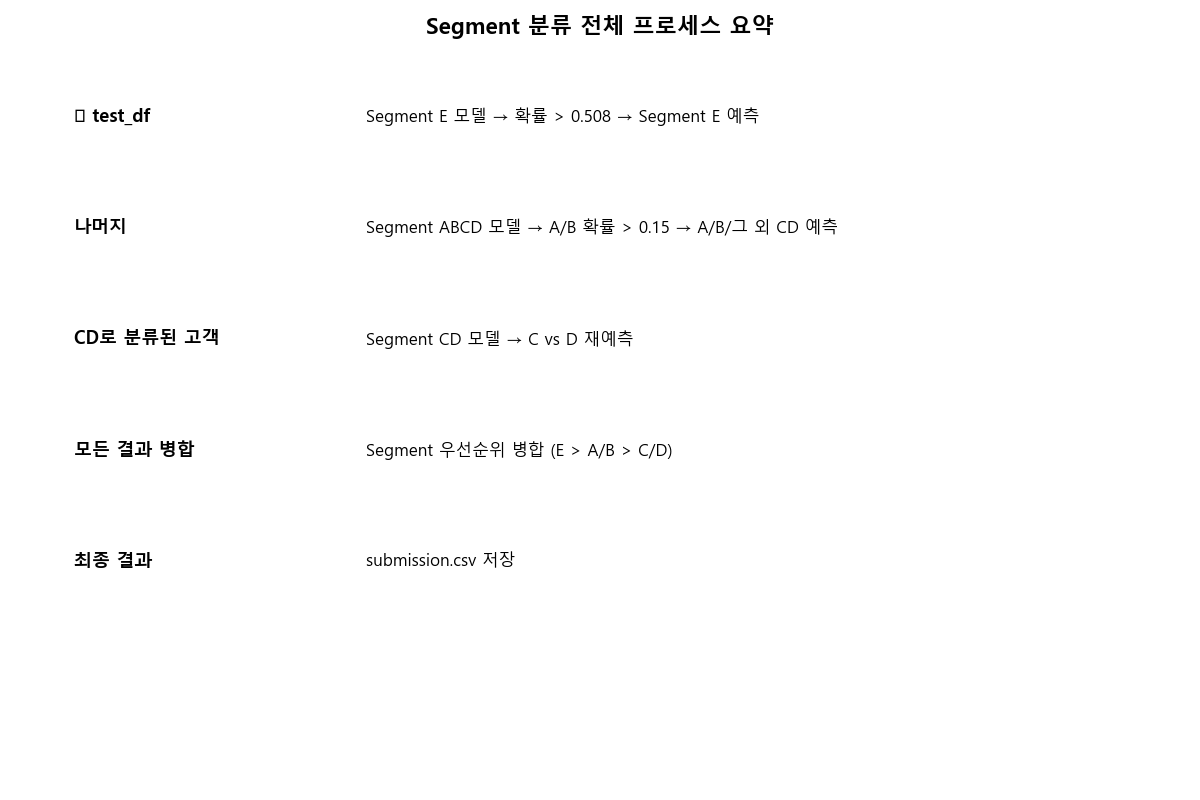 Segment 분류 전체 프로세스 요약
▯ test_df
Segment E 모델 → 확률 > 0.508 → Segment E 예측
나머지
Segment ABCD 모델 → A/B 확률 > 0.15 → A/B/그 외 CD 예측
CD로 분류된 고객
Segment CD 모델 → C vs D 재예측
모든 결과 병합
Segment 우선순위 병합 (E > A/B > C/D)
최종 결과
submission.csv 저장